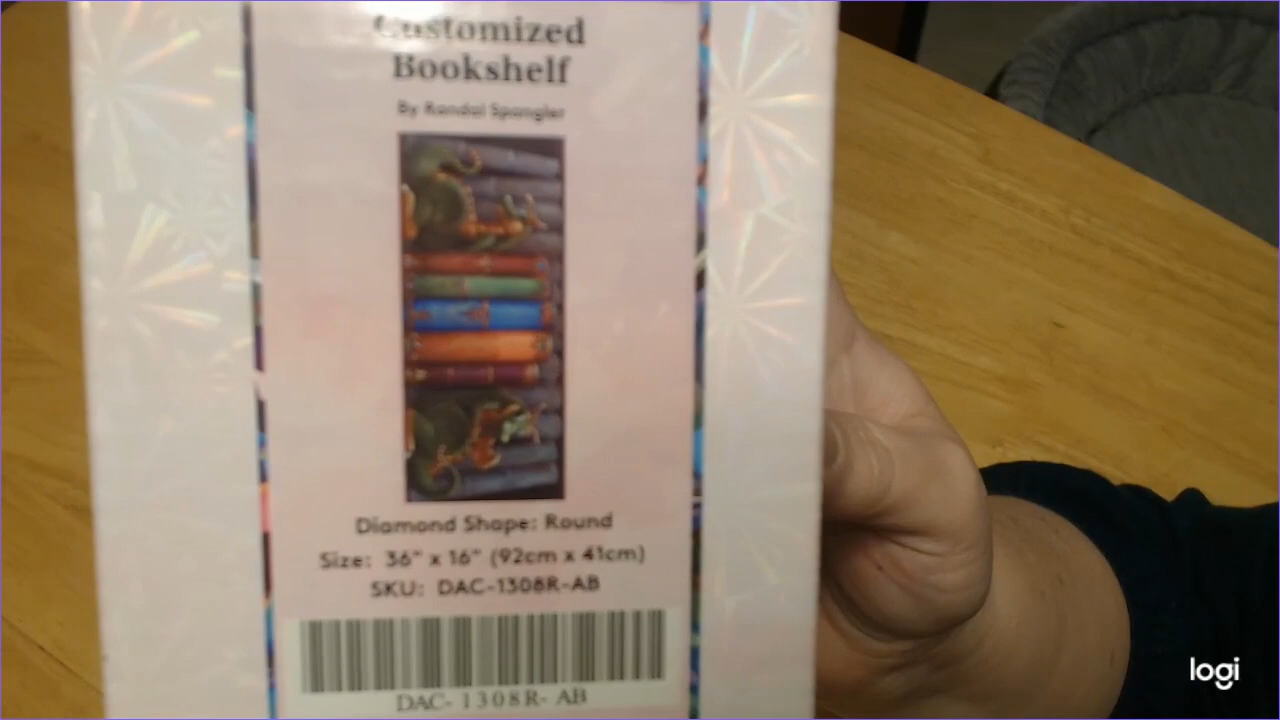 Customized
Bookshelf
By Randal Spangler
Diamond Shape: Round
Size: 36" x 16" (92cm x 41cm)
SKU: DAC-1308R-AB
DAC- 1308R- AB
logi